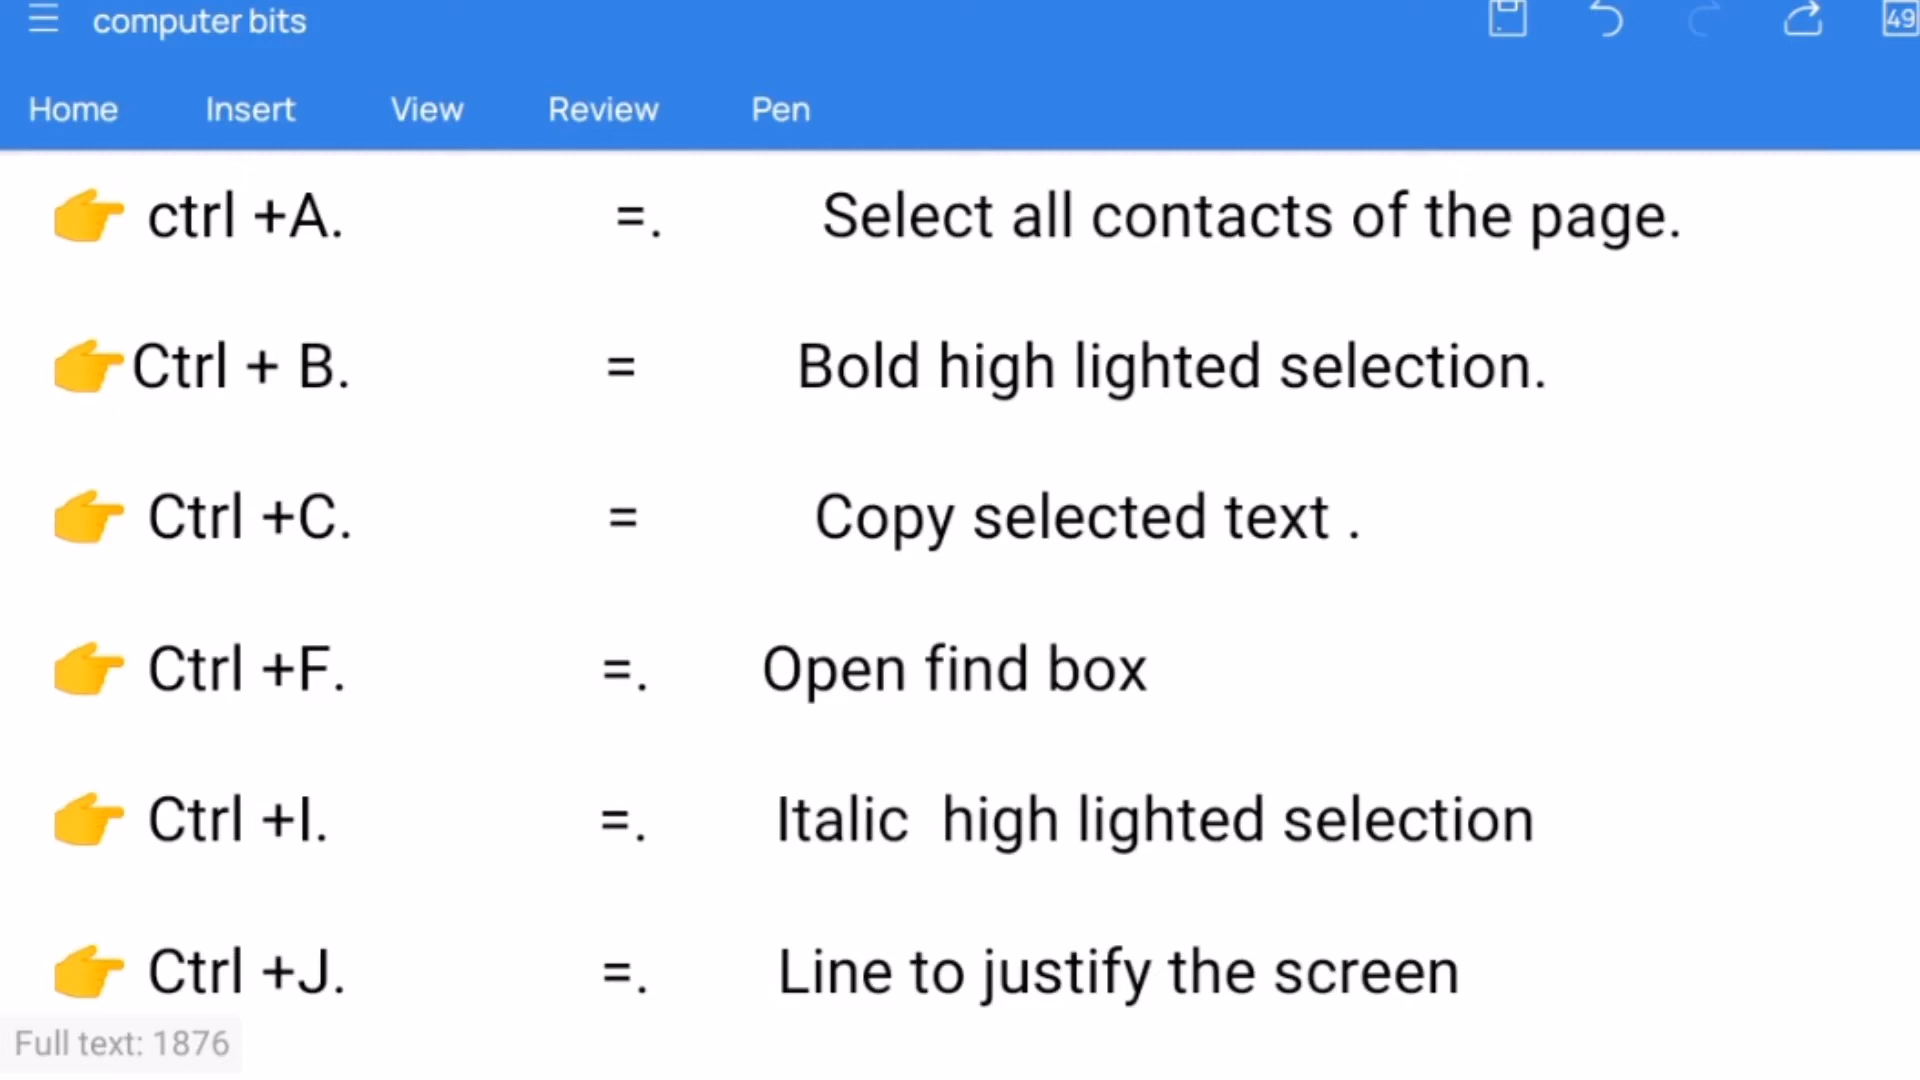 computer bits
49
Home Insert View Review Pen
👉 ctrl +A. =. Select all contacts of the page.
👉Ctrl + B. = Bold high lighted selection.
👉 Ctrl +C. = Copy selected text .
👉 Ctrl +F. =. Open find box
👉 Ctrl +I. =. Italic high lighted selection
👉 Ctrl +J. =. Line to justify the screen
Full text: 1876